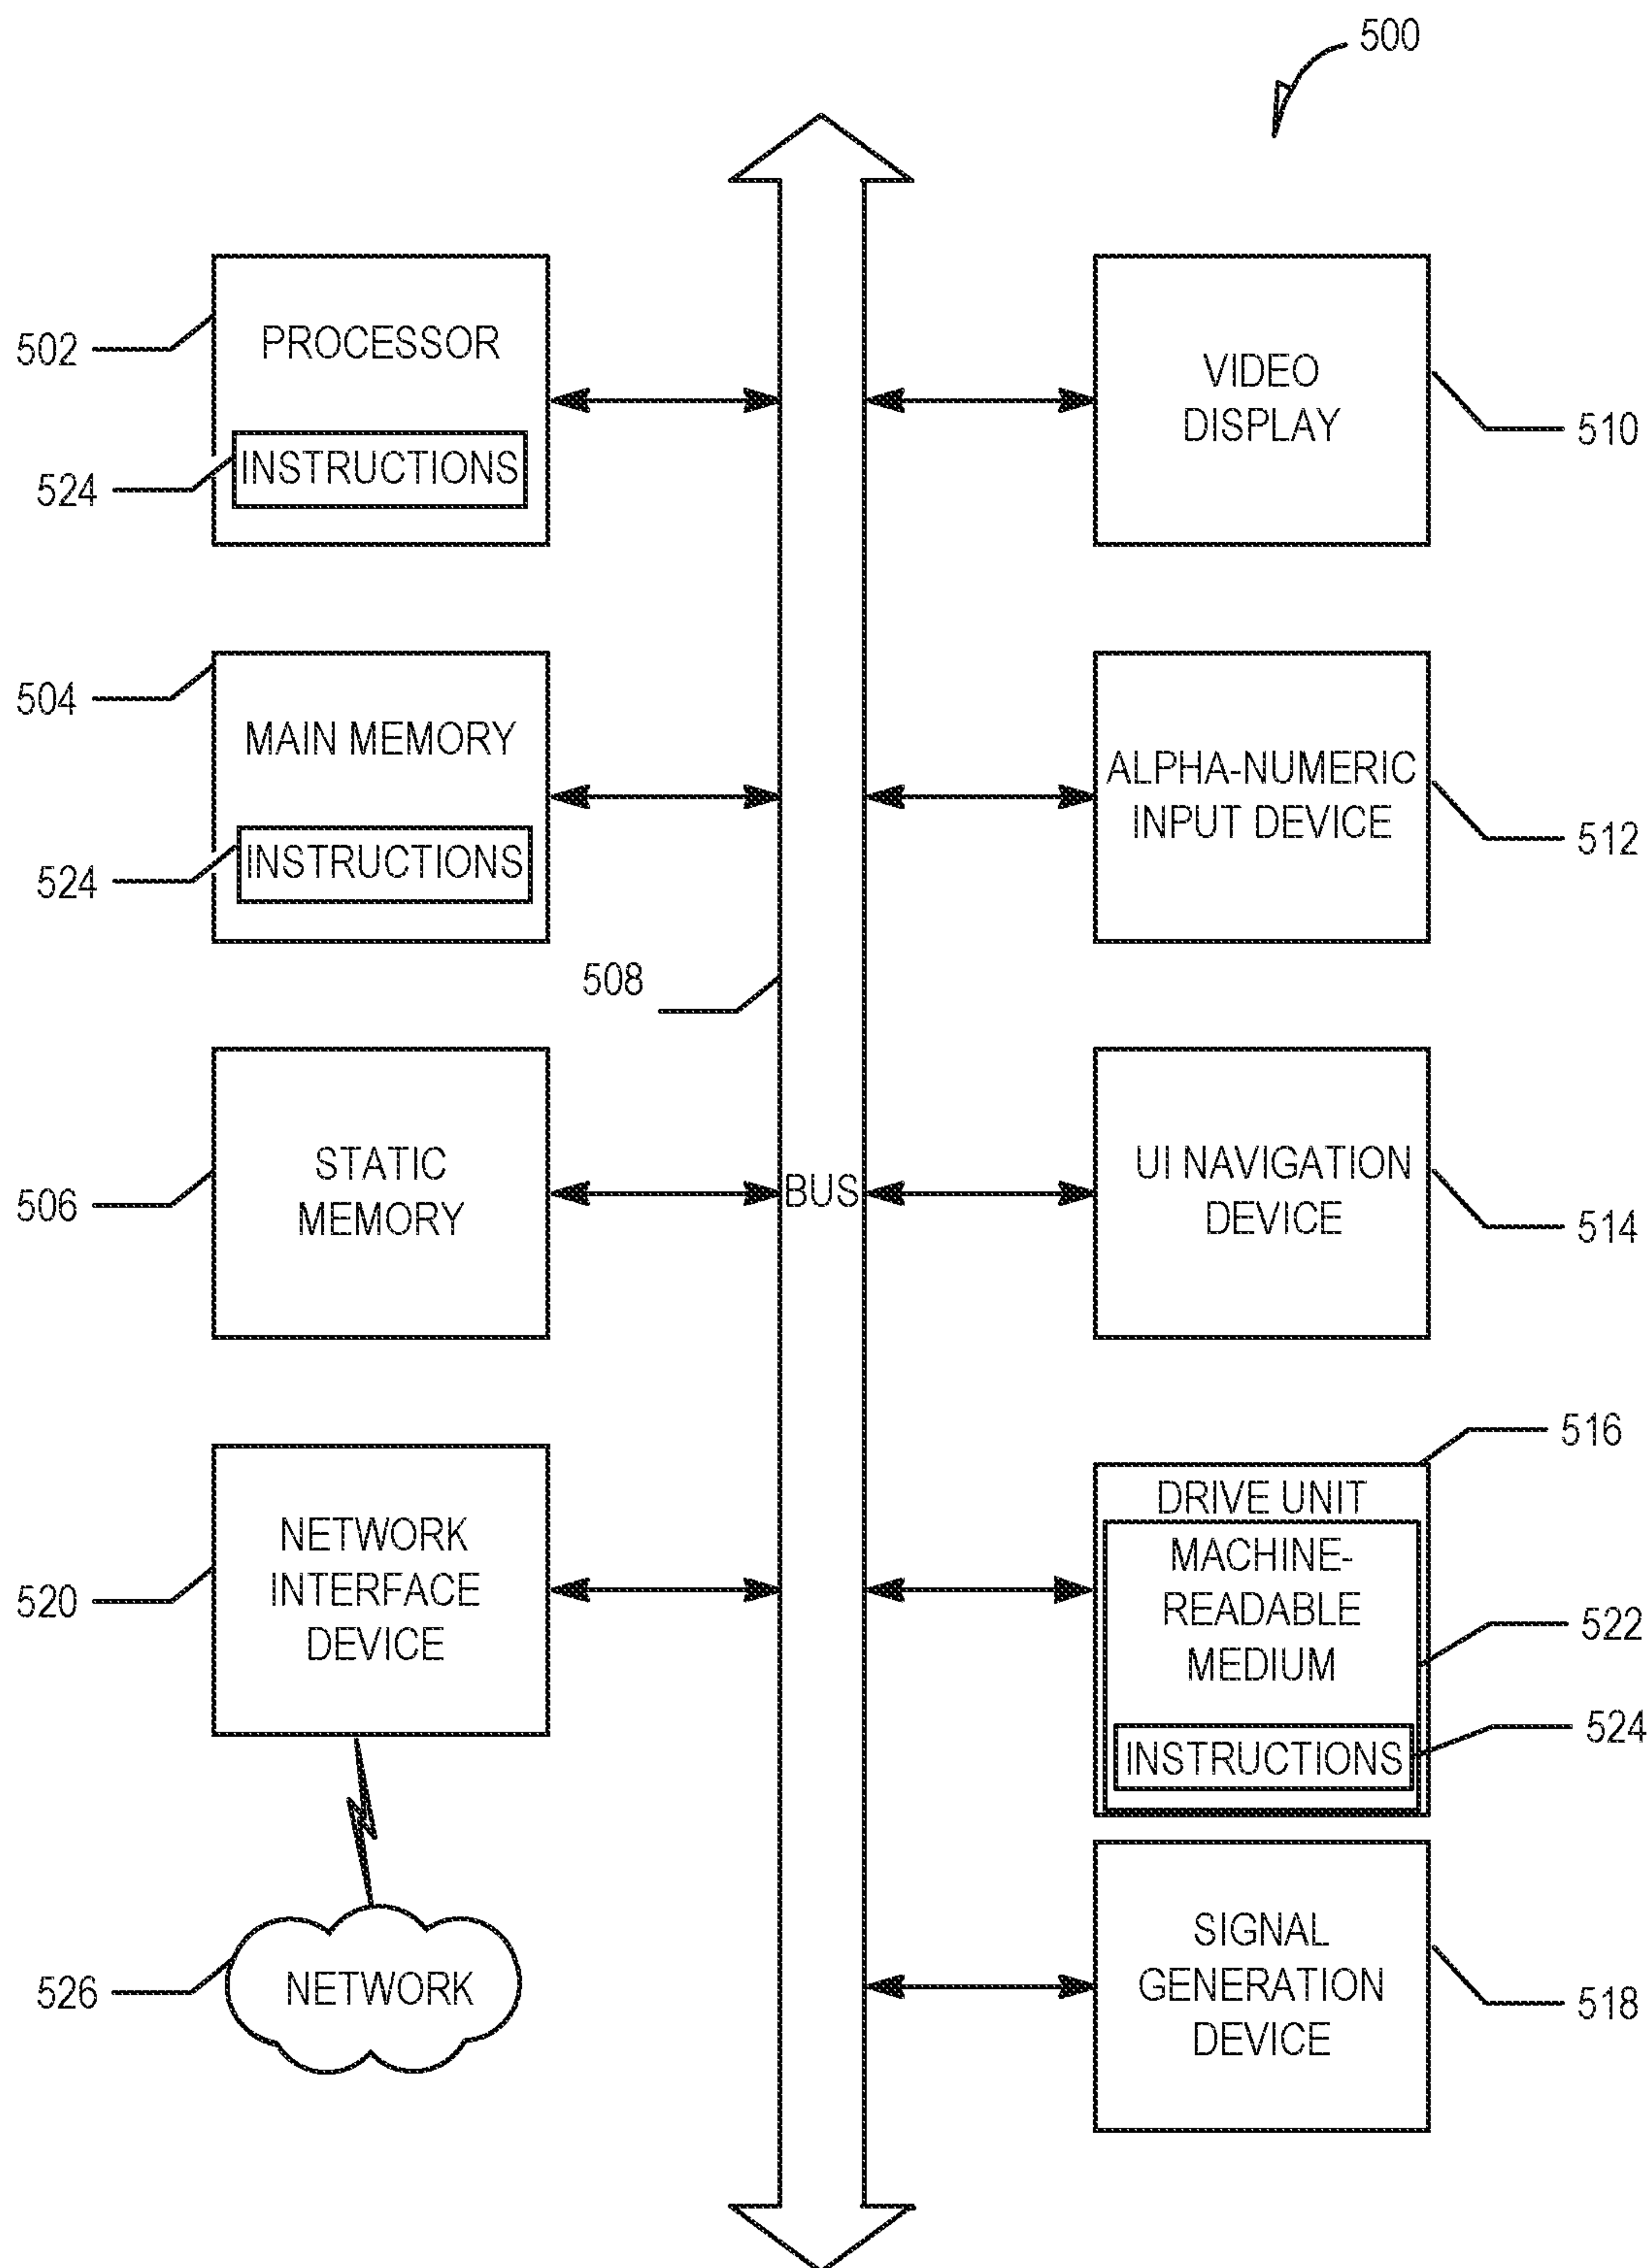 500
502
PROCESSOR
524
INSTRUCTIONS
VIDEO
DISPLAY
510
504
MAIN MEMORY
524
INSTRUCTIONS
ALPHA-NUMERIC
INPUT DEVICE
512
508
506
STATIC
MEMORY
BUS
UI NAVIGATION
DEVICE
514
520
NETWORK
INTERFACE
DEVICE
516
DRIVE UNIT
MACHINE-
READABLE
MEDIUM
522
524
INSTRUCTIONS
526
NETWORK
SIGNAL
GENERATION
DEVICE
518